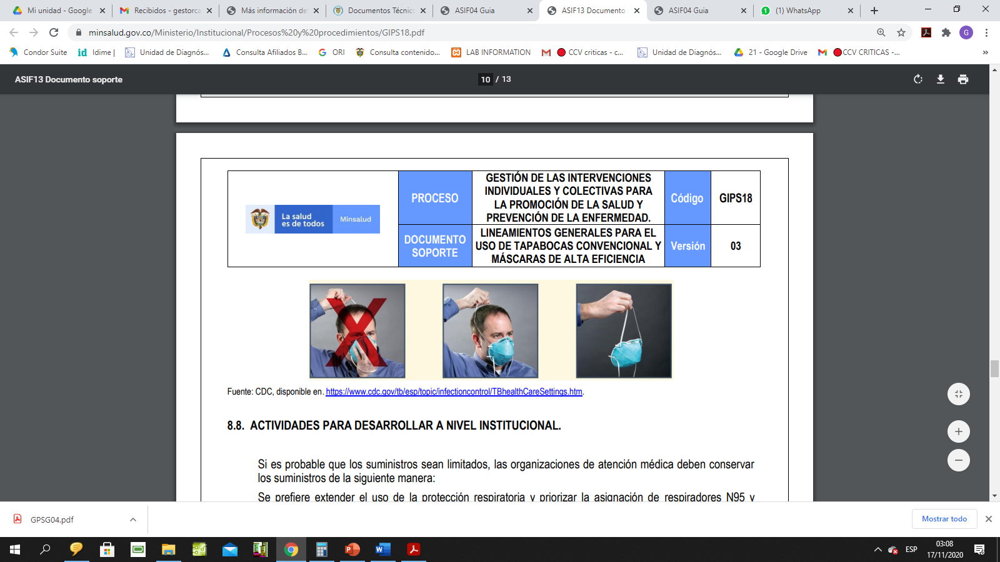 Mi unidad - Google
Recibidos - gestorca
Más información de
Documentos Técnic
ASIF04 Guia
ASIF13 Documento
ASIF04 Guia
(1) WhatsApp
minsalud.gov.co/Ministerio/Institucional/Procesos%20y%20procedimientos/GIPS18.pdf
G
Condor Suite
id Idime |
Unidad de Diagnós...
Consulta Afiliados B...
ORI
Consulta contenido...
LAB INFORMATION
CCV criticas - c...
Unidad de Diagnós...
21 - Google Drive
CCV CRITICAS -...
»
ASIF13 Documento soporte
10 / 13
La salud
es de todos
Minsalud
PROCESO
GESTIÓN DE LAS INTERVENCIONES
INDIVIDUALES Y COLECTIVAS PARA
LA PROMOCIÓN DE LA SALUD Y
PREVENCIÓN DE LA ENFERMEDAD.
Código
GIPS18
DOCUMENTO
SOPORTE
LINEAMIENTOS GENERALES PARA EL
USO DE TAPABOCAS CONVENCIONAL Y
MÁSCARAS DE ALTA EFICIENCIA
Versión
03
Fuente: CDC, disponible en. https://www.cdc.gov/tb/esp/topic/infectioncontrol/TBhealthCareSettings.htm.
8.8. ACTIVIDADES PARA DESARROLLAR A NIVEL INSTITUCIONAL.
Si es probable que los suministros sean limitados, las organizaciones de atención médica deben conservar
los suministros de la siguiente manera:
Se prefiere extender el uso de la protección respiratoria y priorizar la asignación de respiradores N95 y
GPSG04.pdf
Mostrar todo
ESP
03:08
17/11/2020